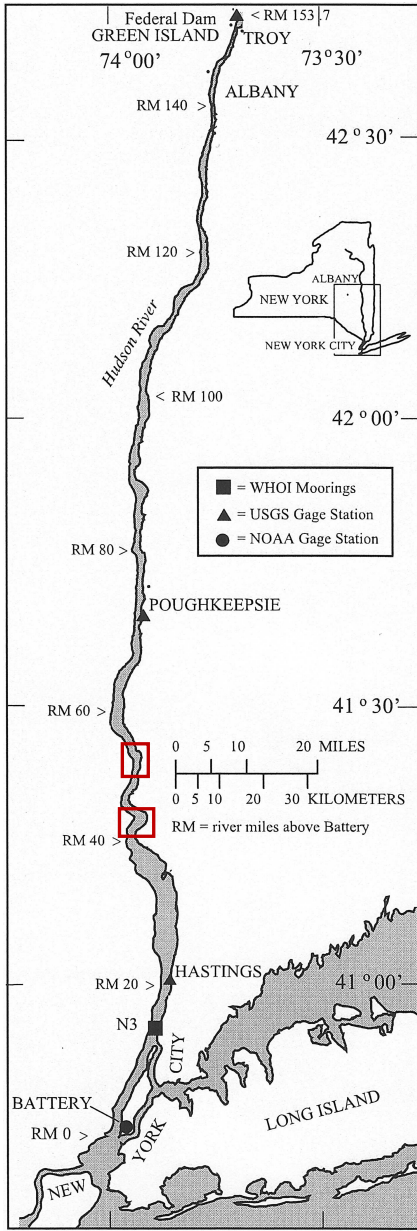 Federal Dam
GREEN ISLAND
< RM 153.7
TROY
74°00'
73°30'
RM 140 >
ALBANY
42°30'
RM 120 >
ALBANY
NEW YORK
NEW YORK CITY
Hudson River
< RM 100
42°00'
= WHOI Moorings
= USGS Gage Station
= NOAA Gage Station
RM 80 >
POUGHKEEPSIE
41°30'
RM 60 >
0 5 10 20 MILES
0 5 10 20 30 KILOMETERS
RM = river miles above Battery
RM 40 >
HASTINGS
RM 20 >
41°00'
N3
CITY
BATTERY
YORK
LONG ISLAND
RM 0 >
NEW